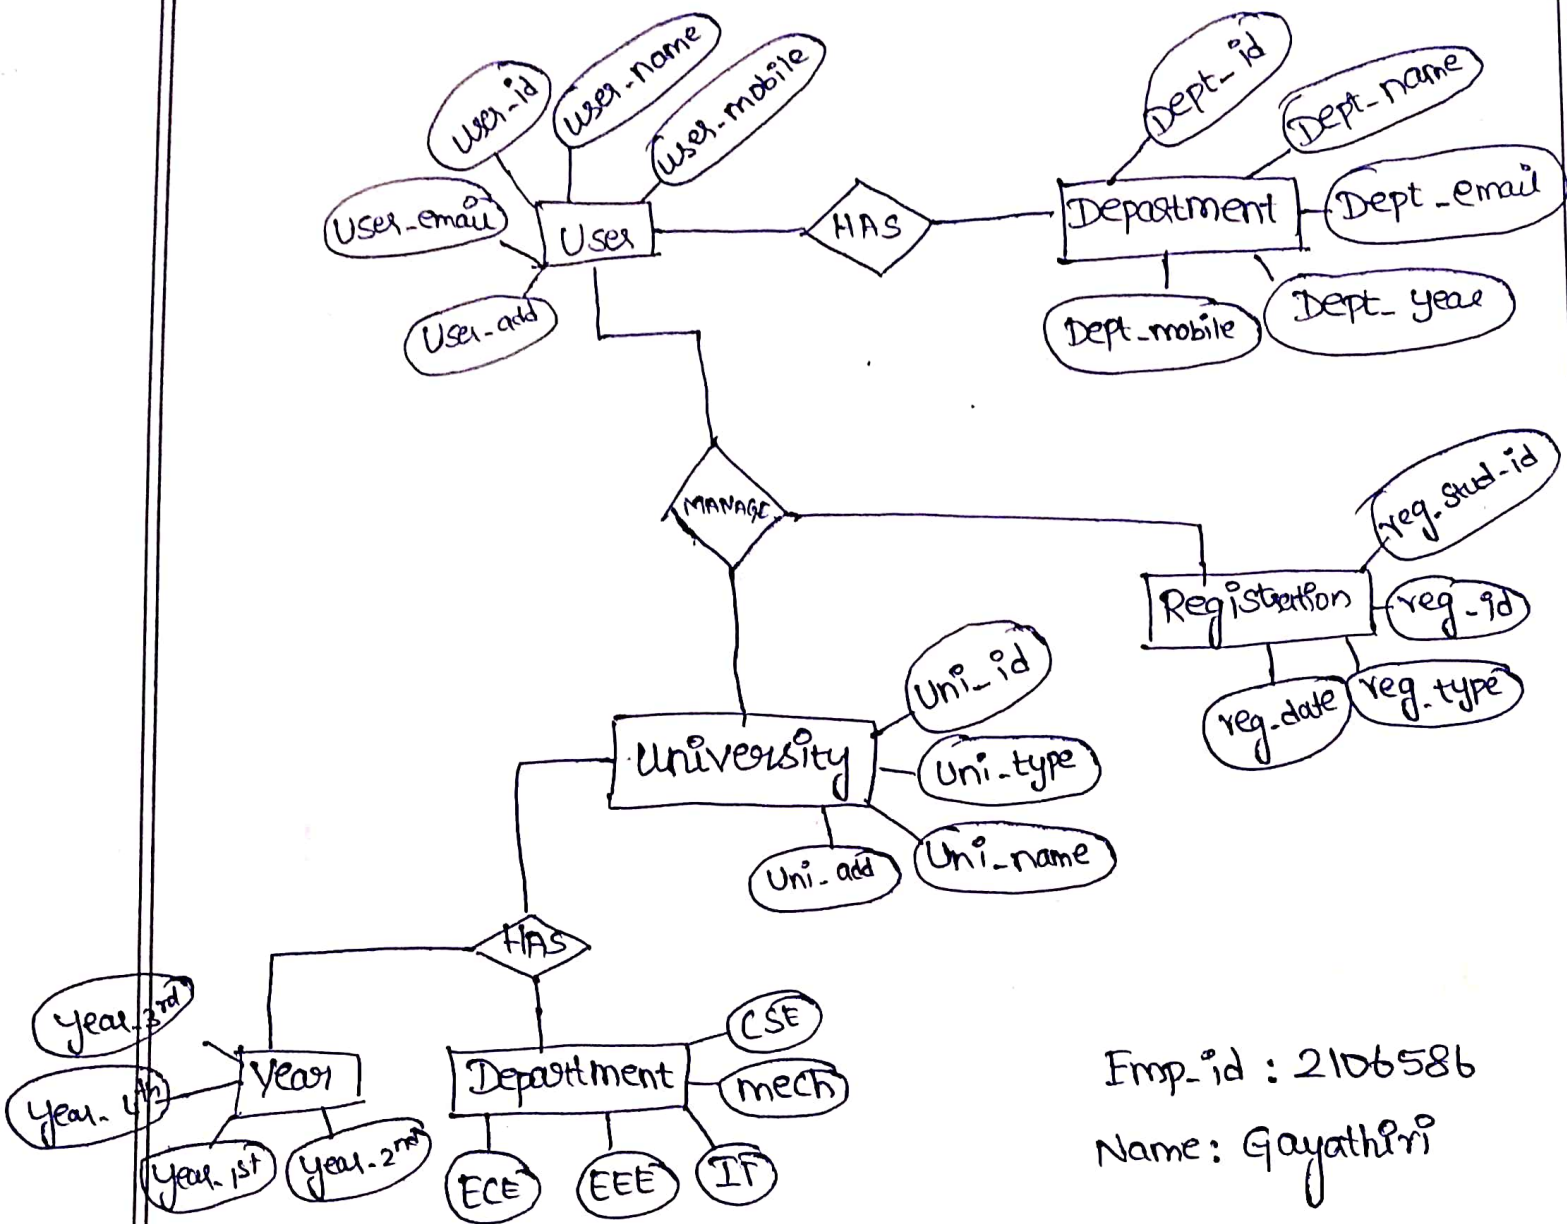 user_id
user_name
user_mobile
User_email
User
User_add
HAS
Dept_id
Dept_name
Department
Dept_email
Dept_mobile
Dept_year
MANAGE
reg_stud_id
Registration
reg_id
reg_date
reg_type
University
Uni_id
Uni_type
Uni_name
Uni_add
HAS
year_3rd
year_4th
Year
year_1st
year_2nd
Department
CSE
mech
ECE
EEE
IT
Emp_id : 2106586
Name : Gayathiri